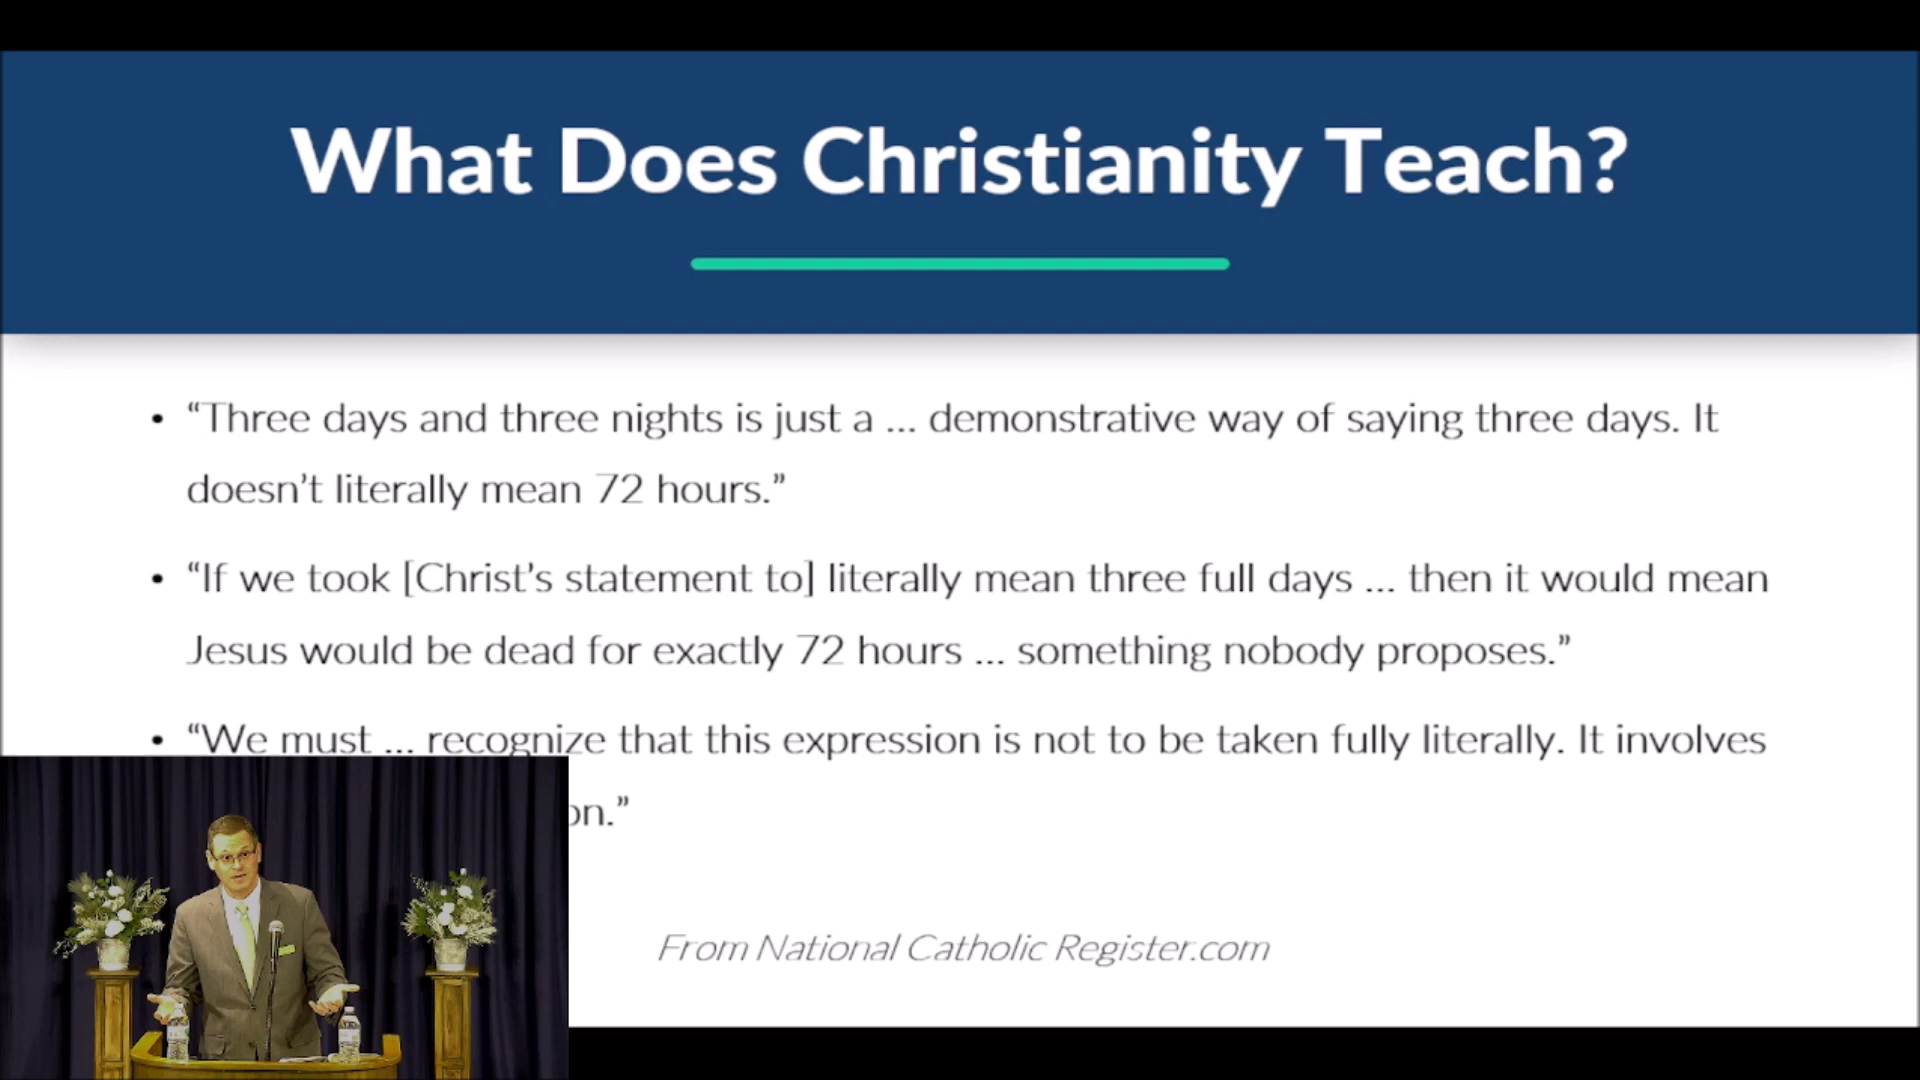 What Does Christianity Teach?
• “Three days and three nights is just a ... demonstrative way of saying three days. It
doesn’t literally mean 72 hours.”
• “If we took [Christ’s statement to] literally mean three full days ... then it would mean
Jesus would be dead for exactly 72 hours ... something nobody proposes.”
• “We must ... recognize that this expression is not to be taken fully literally. It involves
on.”
From National Catholic Register.com